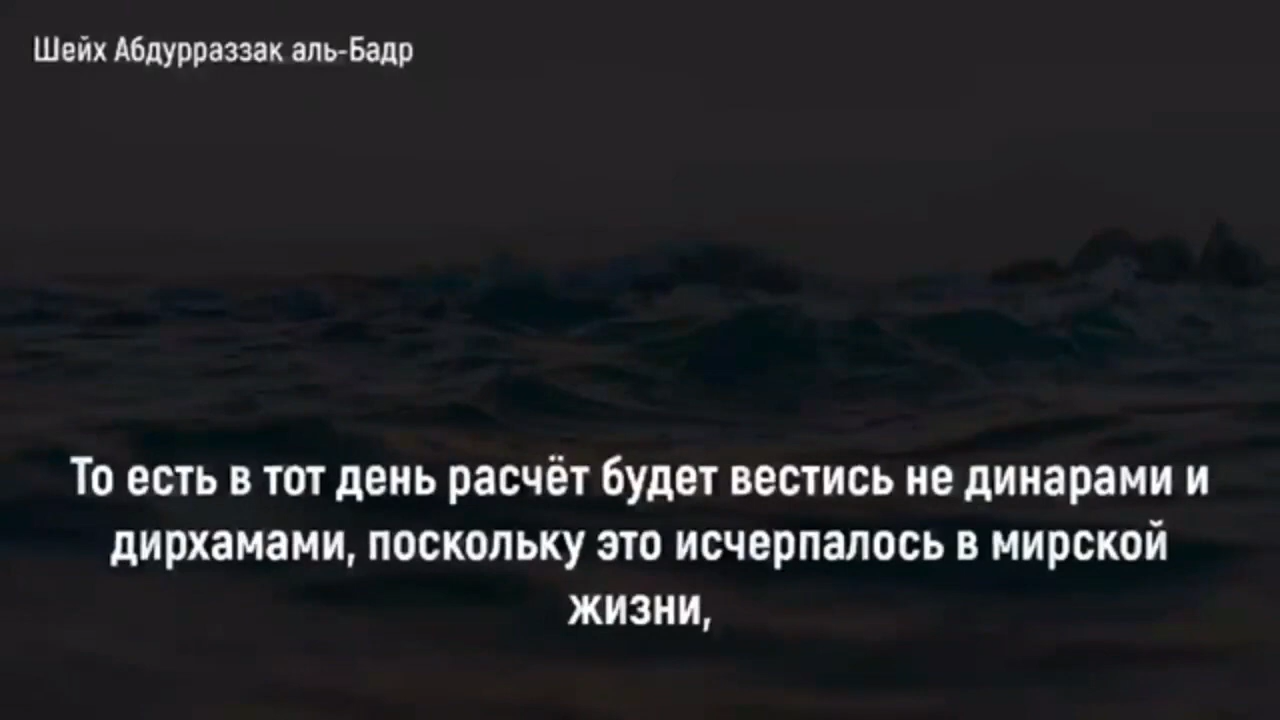 Шейх Абдурраззак аль-Бадр
То есть в тот день расчёт будет вестись не динарами и
дирхамами, поскольку это исчерпалось в мирской
жизни,